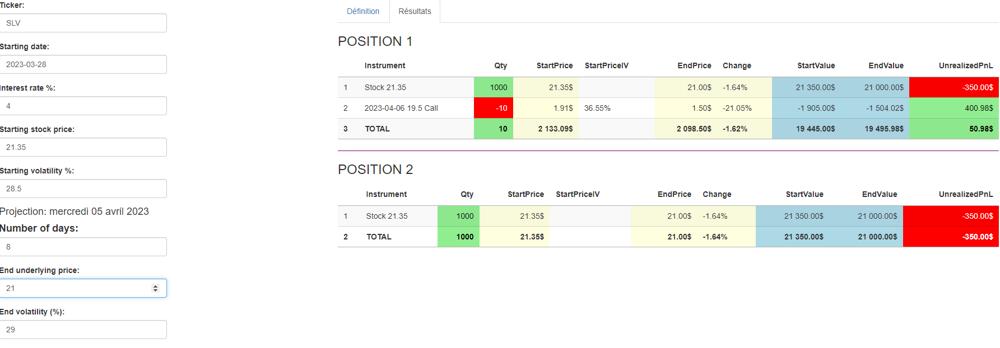 Ticker:
SLV
Starting date:
2023-03-28
Interest rate %:
4
Starting stock price:
21.35
Starting volatility %:
28.5
Projection: mercredi 05 avril 2023
Number of days:
8
End underlying price:
21
End volatility (%):
29
Définition Résultats
POSITION 1
Instrument Qty StartPrice StartPriceIV EndPrice Change StartValue EndValue UnrealizedPnL
1 Stock 21.35 1000 21.35$ 21.00$ -1.64% 21 350.00$ 21 000.00$ -350.00$
2 2023-04-06 19.5 Call -10 1.91$ 36.55% 1.50$ -21.05% -1 905.00$ -1 504.02$ 400.98$
3 TOTAL 10 2 133.09$ 2 098.50$ -1.62% 19 445.00$ 19 495.98$ 50.98$
POSITION 2
Instrument Qty StartPrice StartPriceIV EndPrice Change StartValue EndValue UnrealizedPnL
1 Stock 21.35 1000 21.35$ 21.00$ -1.64% 21 350.00$ 21 000.00$ -350.00$
2 TOTAL 1000 21.35$ 21.00$ -1.64% 21 350.00$ 21 000.00$ -350.00$